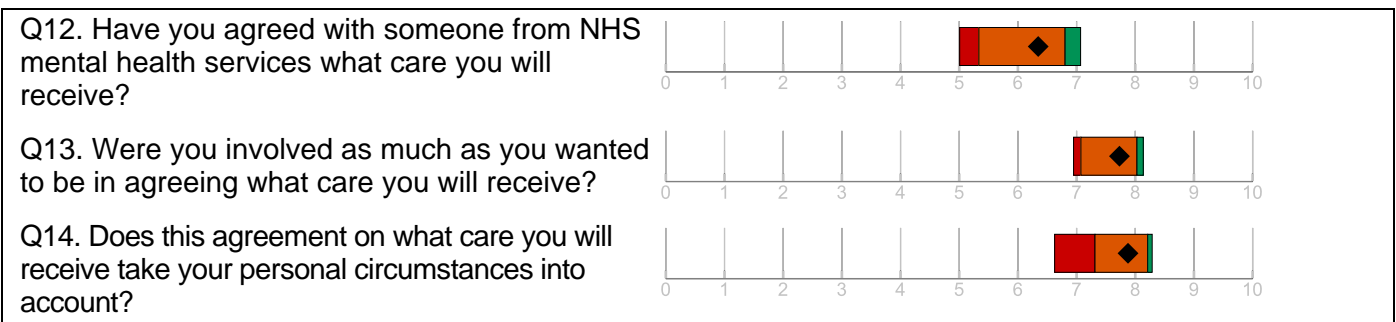 Q12. Have you agreed with someone from NHS
mental health services what care you will
receive?
0 1 2 3 4 5 6 7 8 9 10
Q13. Were you involved as much as you wanted
to be in agreeing what care you will receive?
0 1 2 3 4 5 6 7 8 9 10
Q14. Does this agreement on what care you will
receive take your personal circumstances into
account?
0 1 2 3 4 5 6 7 8 9 10